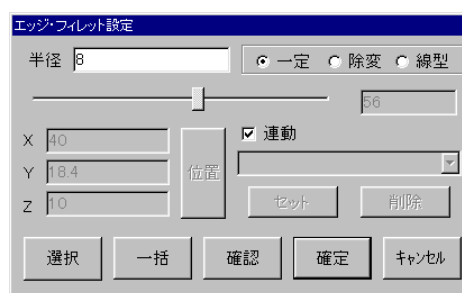 エッジ・フィレット設定
半径 8 一定 除変 線型
56
X 40 連動
Y 18.4 位置
Z 10 セット 削除
選択 一括 確認 確定 キャンセル